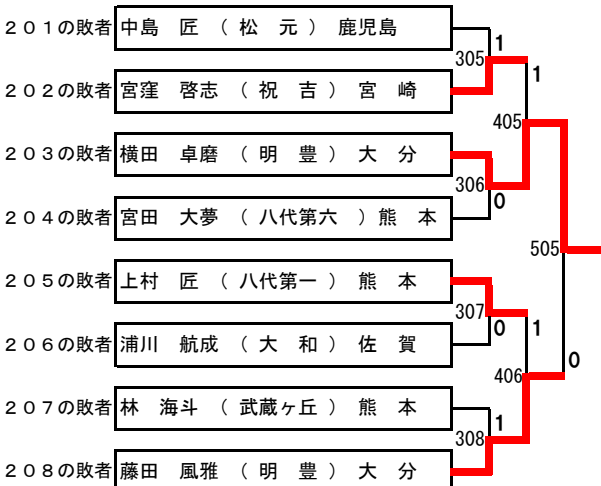 201の敗者 中島 匠 ( 松 元 ) 鹿児島
1
305
1
202の敗者 宮窪 啓志 ( 祝 吉 ) 宮 崎
405
203の敗者 横田 卓磨 ( 明 豊 ) 大 分
306
0
204の敗者 宮田 大夢 ( 八代第六 ) 熊 本
505
205の敗者 上村 匠 ( 八代第一 ) 熊 本
307
0
1
206の敗者 浦川 航成 ( 大 和 ) 佐 賀
0
406
207の敗者 林 海斗 ( 武蔵ヶ丘 ) 熊 本
1
308
208の敗者 藤田 風雅 ( 明 豊 ) 大 分